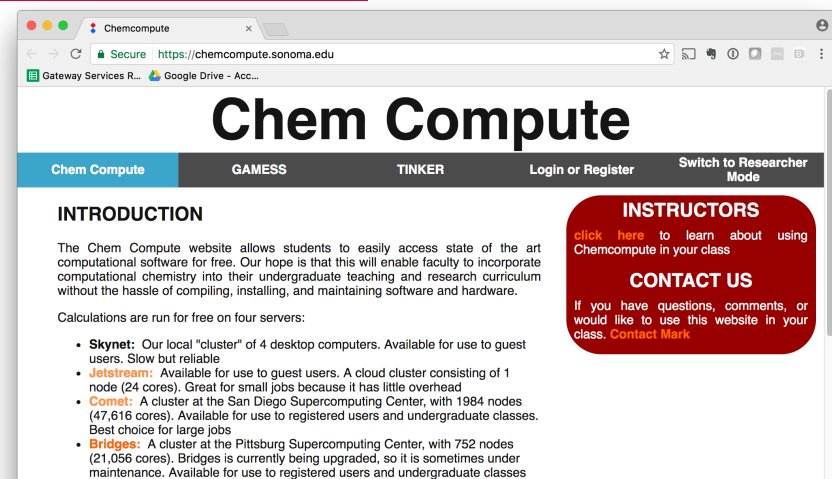 Chemcompute
Secure https://chemcompute.sonoma.edu
Gateway Services R... Google Drive - Acc...
Chem Compute
Chem Compute GAMESS TINKER Login or Register Switch to Researcher
Mode
INTRODUCTION
The Chem Compute website allows students to easily access state of the art
computational software for free. Our hope is that this will enable faculty to incorporate
computational chemistry into their undergraduate teaching and research curriculum
without the hassle of compiling, installing, and maintaining software and hardware.
Calculations are run for free on four servers:
• Skynet: Our local "cluster" of 4 desktop computers. Available for use to guest
users. Slow but reliable
• Jetstream: Available for use to guest users. A cloud cluster consisting of 1
node (24 cores). Great for small jobs because it has little overhead
• Comet: A cluster at the San Diego Supercomputing Center, with 1984 nodes
(47,616 cores). Available for use to registered users and undergraduate classes.
Best choice for large jobs
• Bridges: A cluster at the Pittsburg Supercomputing Center, with 752 nodes
(21,056 cores). Bridges is currently being upgraded, so it is sometimes under
maintenance. Available for use to registered users and undergraduate classes
INSTRUCTORS
click here to learn about using
Chemcompute in your class
CONTACT US
If you have questions, comments, or
would like to use this website in your
class. Contact Mark